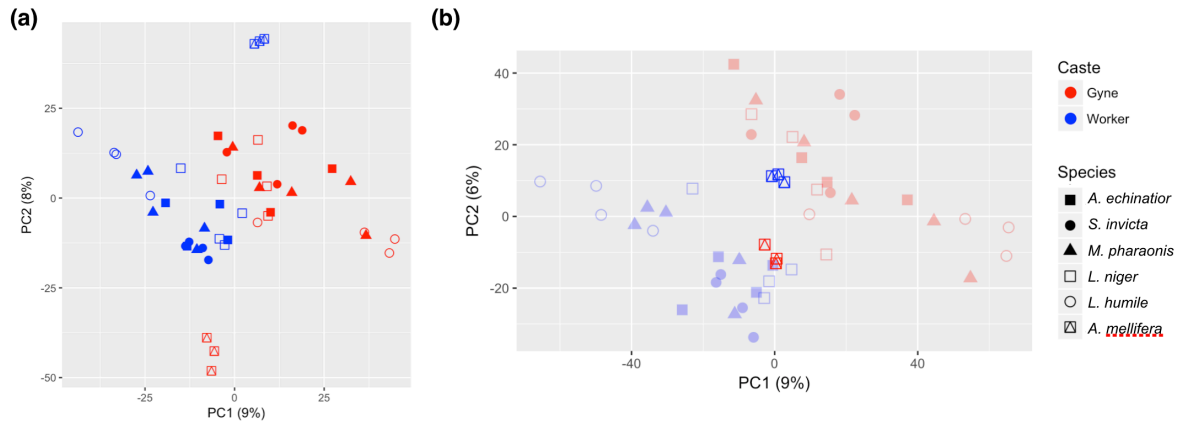 (a)
25
0
-25
-50
PC2 (8%)
-25
0
25
PC1 (9%)
(b)
40
20
0
-20
PC2 (6%)
-40
0
40
PC1 (9%)
Caste
Gyne
Worker
Species
A. echinatior
S. invicta
M. pharaonis
L. niger
L. humile
A. mellifera